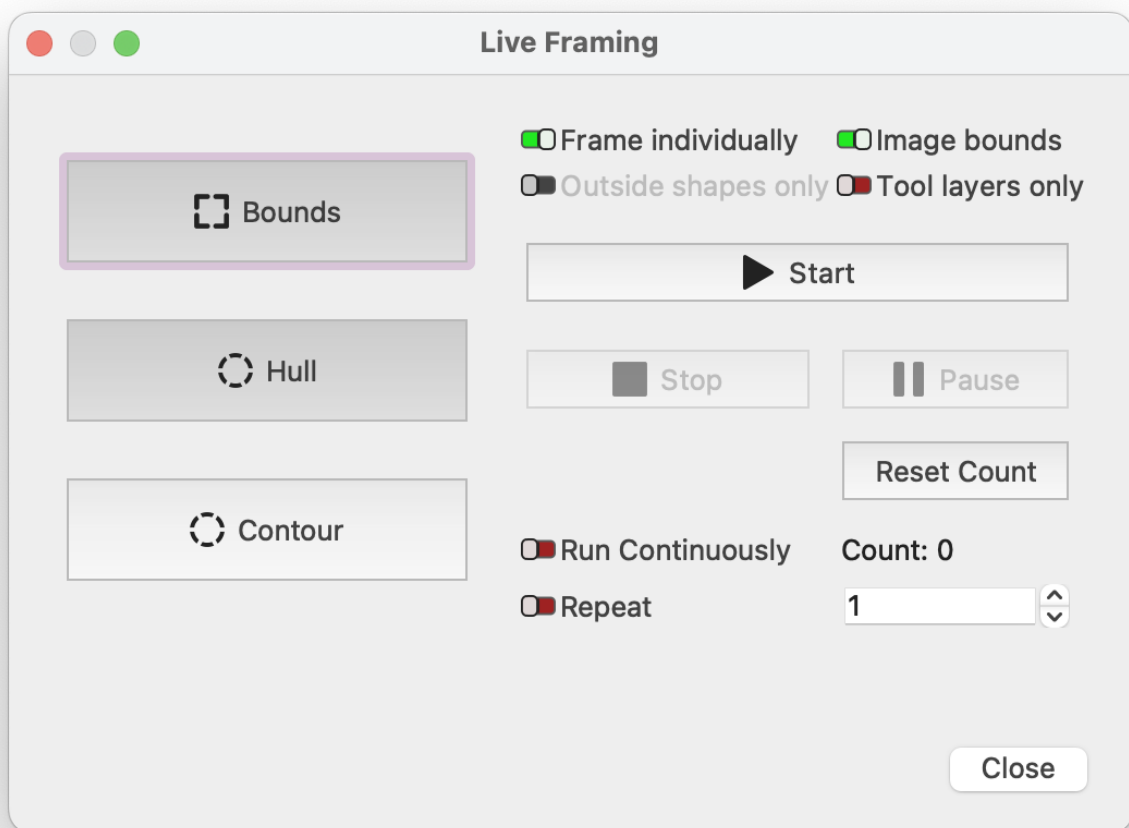 Live Framing
Frame individually
Image bounds
Outside shapes only
Tool layers only
Bounds
Start
Hull
Stop
Pause
Reset Count
Contour
Run Continuously
Count: 0
Repeat
1
Close